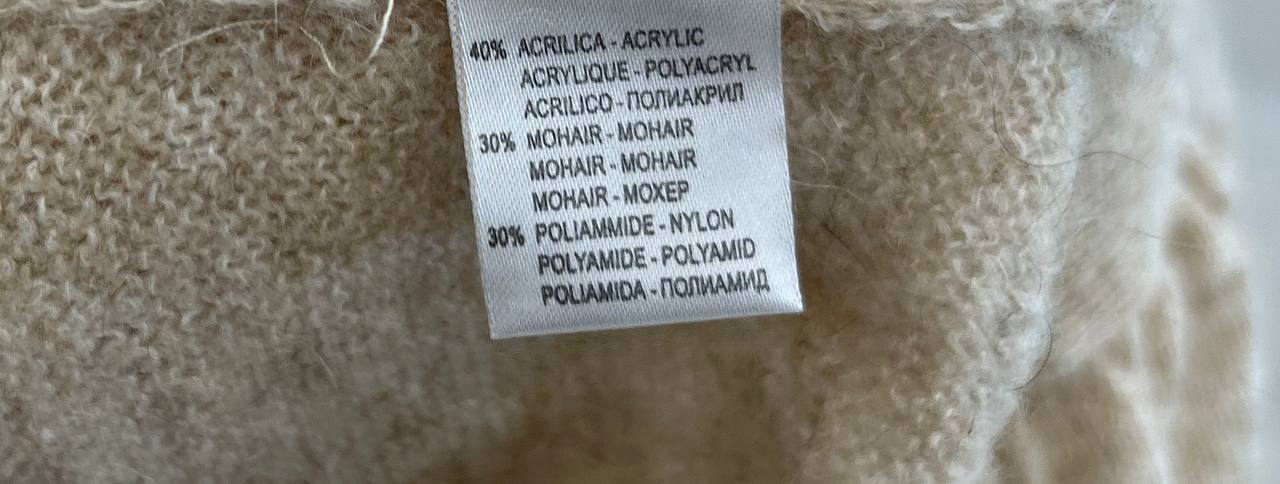 40% ACRILICA - ACRYLIC
ACRYLIQUE - POLYACRYL
ACRILICO - ПОЛИАКРИЛ
30% MOHAIR - MOHAIR
MOHAIR - MOHAIR
MOHAIR - МОХЕР
30% POLIAMMIDE - NYLON
POLYAMIDE - POLYAMID
POLIAMIDA - ПОЛИАМИД